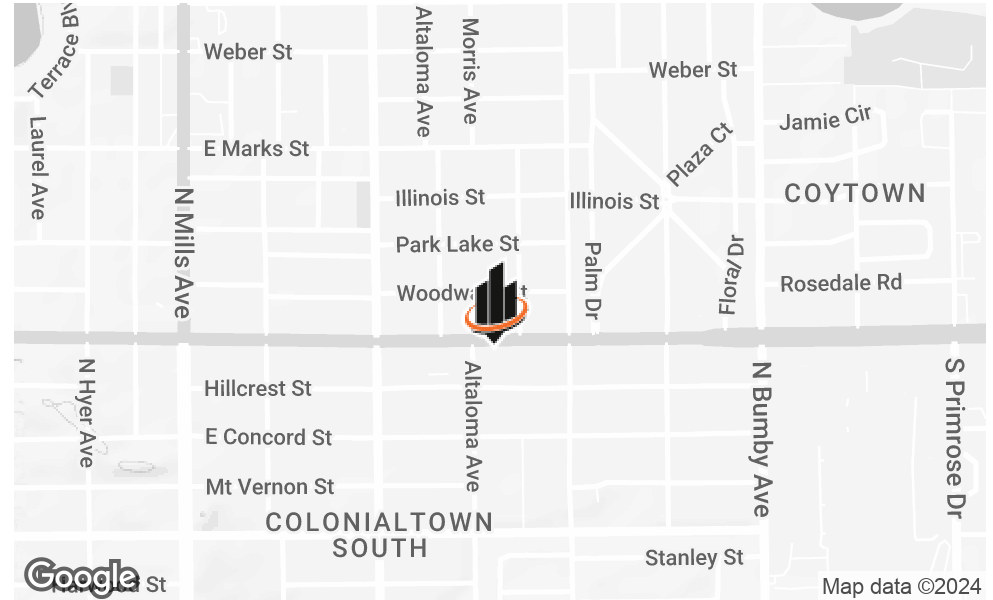 Terrace Bl
Altaloma Ave
Morris Ave
Weber St
Weber St
Laurel Ave
E Marks St
Plaza Ct
Jamie Cir
N Mills Ave
Illinois St
Illinois St
COYTOWN
Park Lake St
Palm Dr
Flora/Dr
Rosedale Rd
N Hyer Ave
Hillcrest St
Altaloma Ave
N Bumby Ave
S Primrose Dr
E Concord St
Mt Vernon St
COLONIALTOWN
SOUTH
Stanley St
Google
St
Map data ©2024